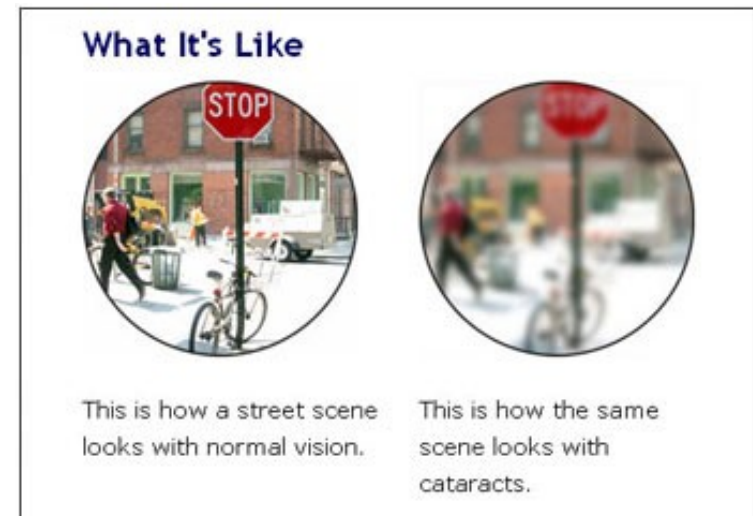 What It's Like
STOP
STOP
This is how a street scene
looks with normal vision.
This is how the same
scene looks with
cataracts.